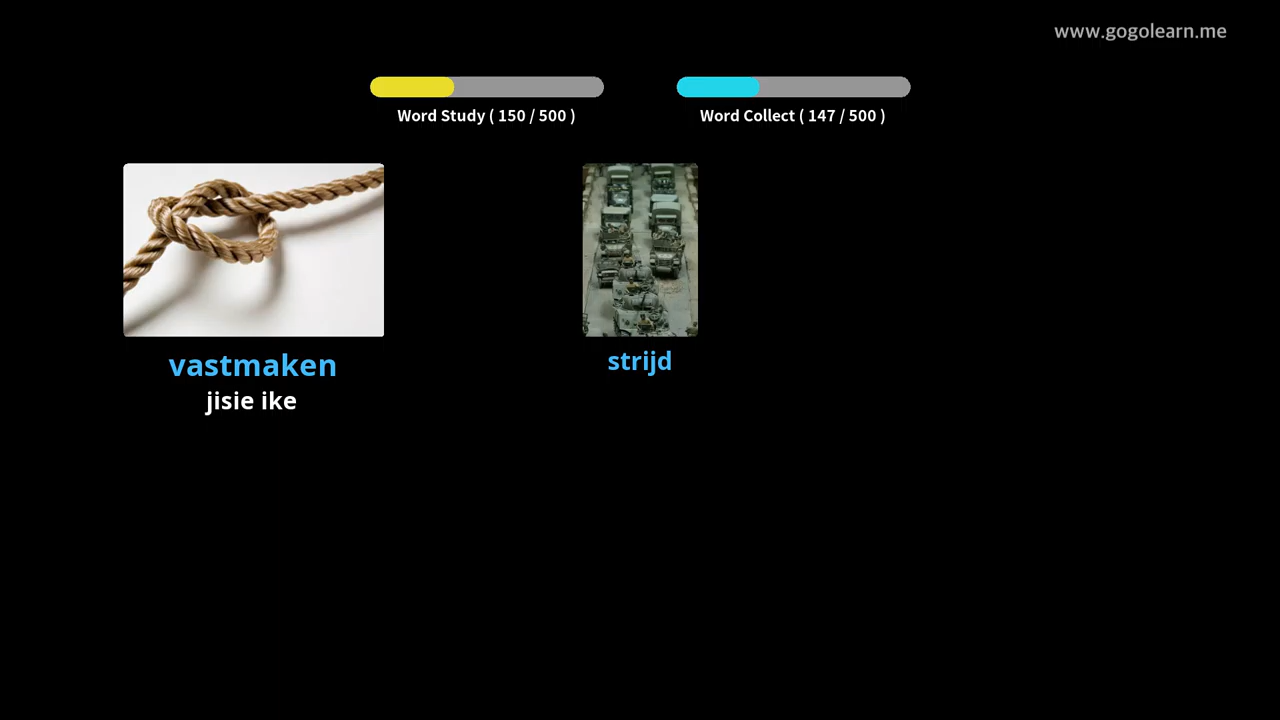 www.gogolearn.me
Word Study ( 150 / 500 )
Word Collect ( 147 / 500 )
vastmaken
jisie ike
strijd